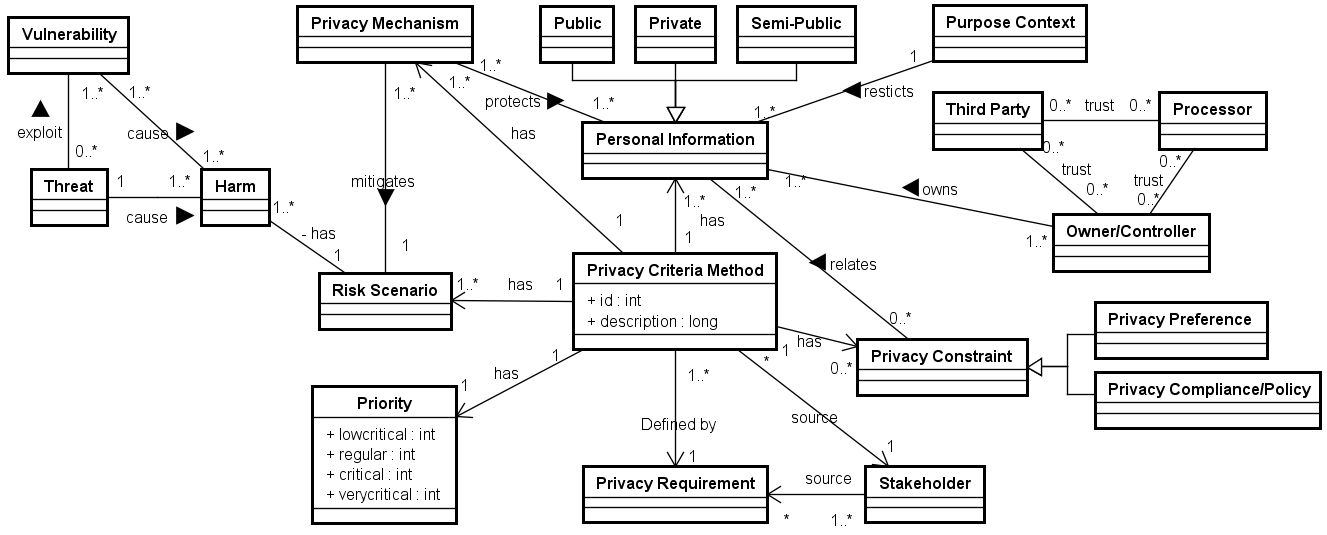 Vulnerability
Privacy Mechanism
Public
Private
Semi-Public
Purpose Context
1..*
1..*
1..*
1..*
1..*
1
exploit
cause
protects
1..*
has
1..*
resticts
Third Party
0..*
trust
0..*
Processor
Personal Information
0..*
1..*
0..*
0..*
trust
trust
0..*
0..*
Threat
1
1..*
Harm
cause
mitigates
1..*
1..*
owns
1..*
- has
1
1
1
1..*
has
1
1..*
Owner/Controller
Risk Scenario
1..*
has
1
Privacy Criteria Method
+ id : int
+ description : long
relates
0..*
1
has
0..*
Privacy Constraint
Privacy Preference
Privacy Compliance/Policy
1
has
1
1..*
*
Priority
+ lowcritical : int
+ regular : int
+ critical : int
+ verycritical : int
Defined by
1
source
1
Privacy Requirement
source
Stakeholder
*
1..*